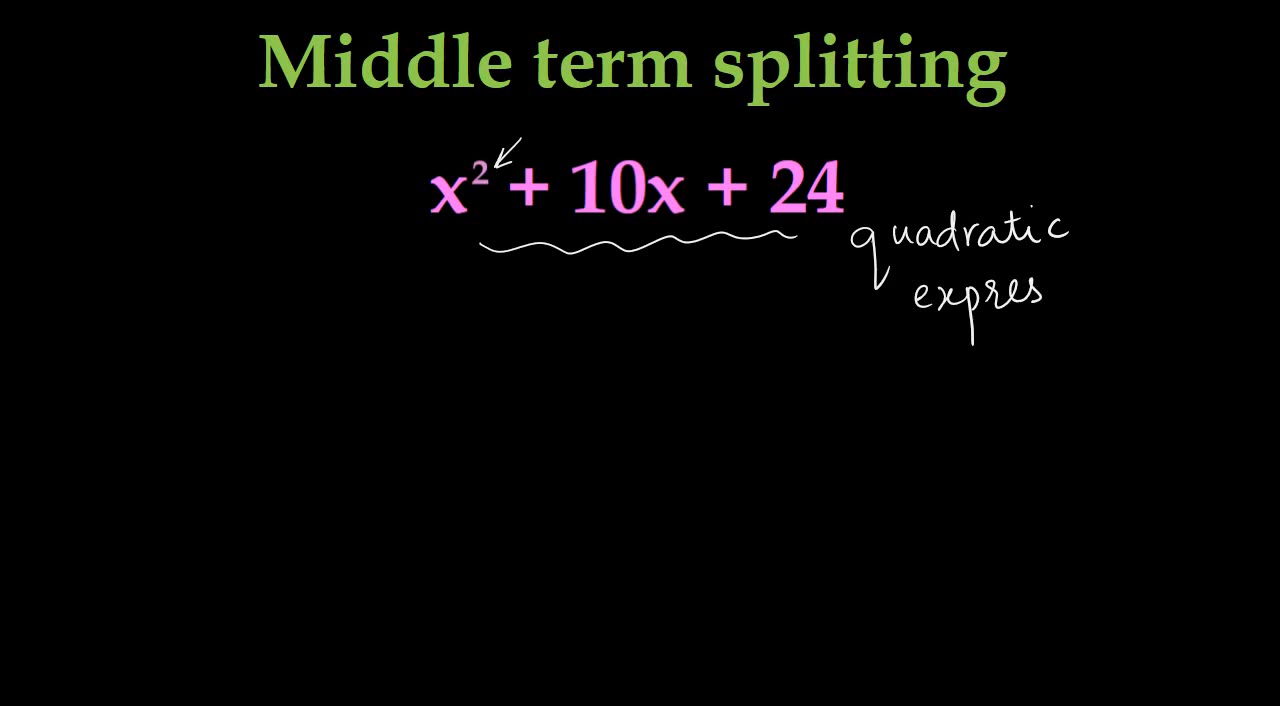 Middle term splitting
x² + 10x + 24
quadratic
expres